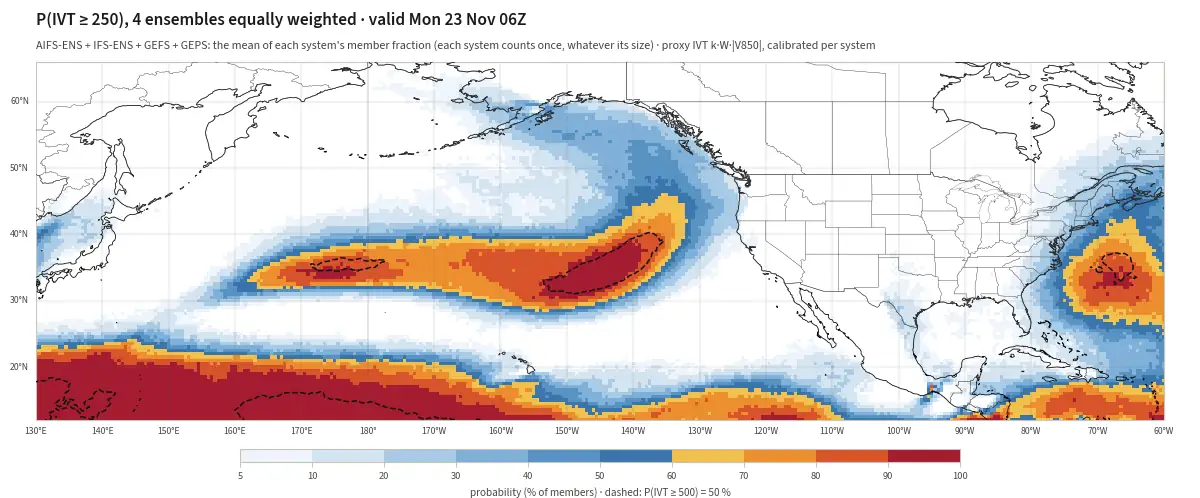 P(IVT ≥ 250), 4 ensembles equally weighted · valid Mon 23 Nov 06Z
AIFS-ENS + IFS-ENS + GEFS + GEPS: the mean of each system's member fraction (each system counts once, whatever its size) · proxy IVT k·W·|V850|, calibrated per system
60°N
50°N
40°N
30°N
20°N
130°E 140°E 150°E 160°E 170°E 180° 170°W 160°W 150°W 140°W 130°W 120°W 110°W 100°W 90°W 80°W 70°W 60°W
5 10 20 30 40 50 60 70 80 90 100
probability (% of members) · dashed: P(IVT ≥ 500) = 50 %